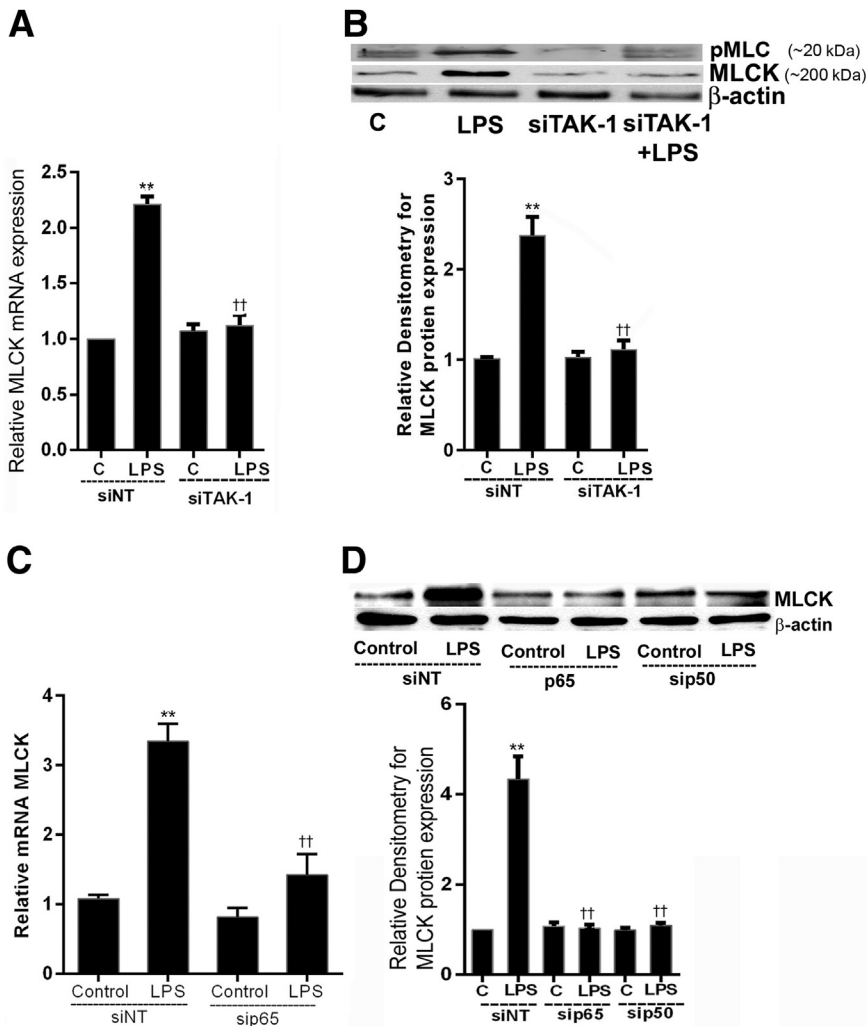 A
Relative MLCK mRNA expression
2.5
2.0
2.2
1.0
0.5
0.0
**
††
C LPS C LPS
siNT siTAK-1
B
pMLC (~20 kDa)
MLCK (~200 kDa)
β-actin
C LPS siTAK-1 siTAK-1
+LPS
Relative Densitometry for
MLCK protien expression
3
2
1
0
**
††
C LPS C LPS
siNT siTAK-1
C
Relative mRNA MLCK
4
3
2
1
0
**
††
Control LPS Control LPS
siNT sip65
D
MLCK
β-actin
Control LPS Control LPS Control LPS
siNT p65 sip50
Relative Densitometry for
MLCK protien expression
6
4
2
0
**
†† ††
C LPS C LPS C LPS
siNT sip65 sip50